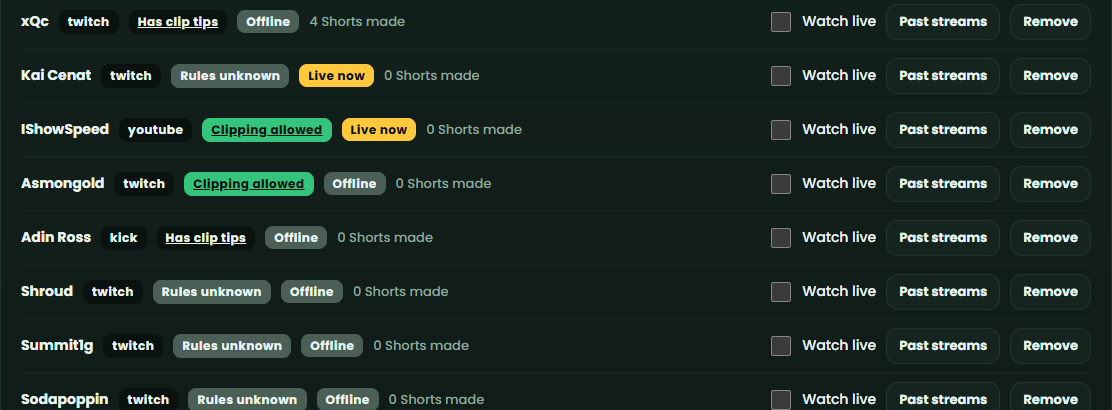 xQc twitch Has clip tips Offline 4 Shorts made Watch live Past streams Remove
Kai Cenat twitch Rules unknown Live now 0 Shorts made Watch live Past streams Remove
IShowSpeed youtube Clipping allowed Live now 0 Shorts made Watch live Past streams Remove
Asmongold twitch Clipping allowed Offline 0 Shorts made Watch live Past streams Remove
Adin Ross kick Has clip tips Offline 0 Shorts made Watch live Past streams Remove
Shroud twitch Rules unknown Offline 0 Shorts made Watch live Past streams Remove
Summit1g twitch Rules unknown Offline 0 Shorts made Watch live Past streams Remove
Sodapoppin twitch Rules unknown Offline 0 Shorts made Watch live Past streams Remove